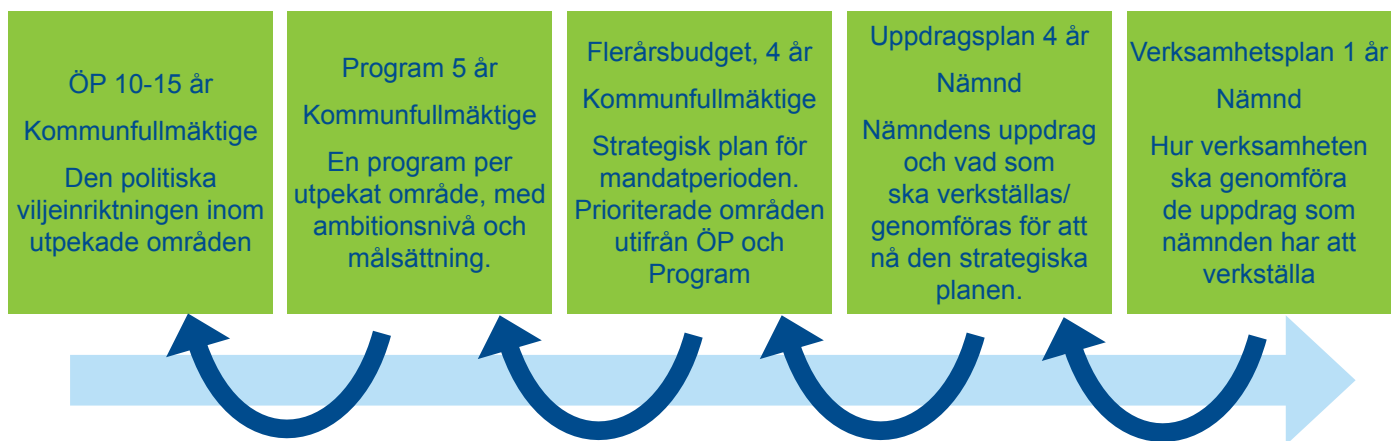 ÖP 10-15 år
Kommunfullmäktige
Den politiska
viljeinriktningen inom
utpekade områden
Program 5 år
Kommunfullmäktige
En program per
utpekat område, med
ambitionsnivå och
målsättning.
Flerårsbudget, 4 år
Kommunfullmäktige
Strategisk plan för
mandatperioden.
Prioriterade områden
utifrån ÖP och
Program
Uppdragsplan 4 år
Nämnd
Nämndens uppdrag
och vad som
ska verkställas/
genomföras för att
nå den strategiska
planen.
Verksamhetsplan 1 år
Nämnd
Hur verksamheten
ska genomföra
de uppdrag som
nämnden har att
verkställa